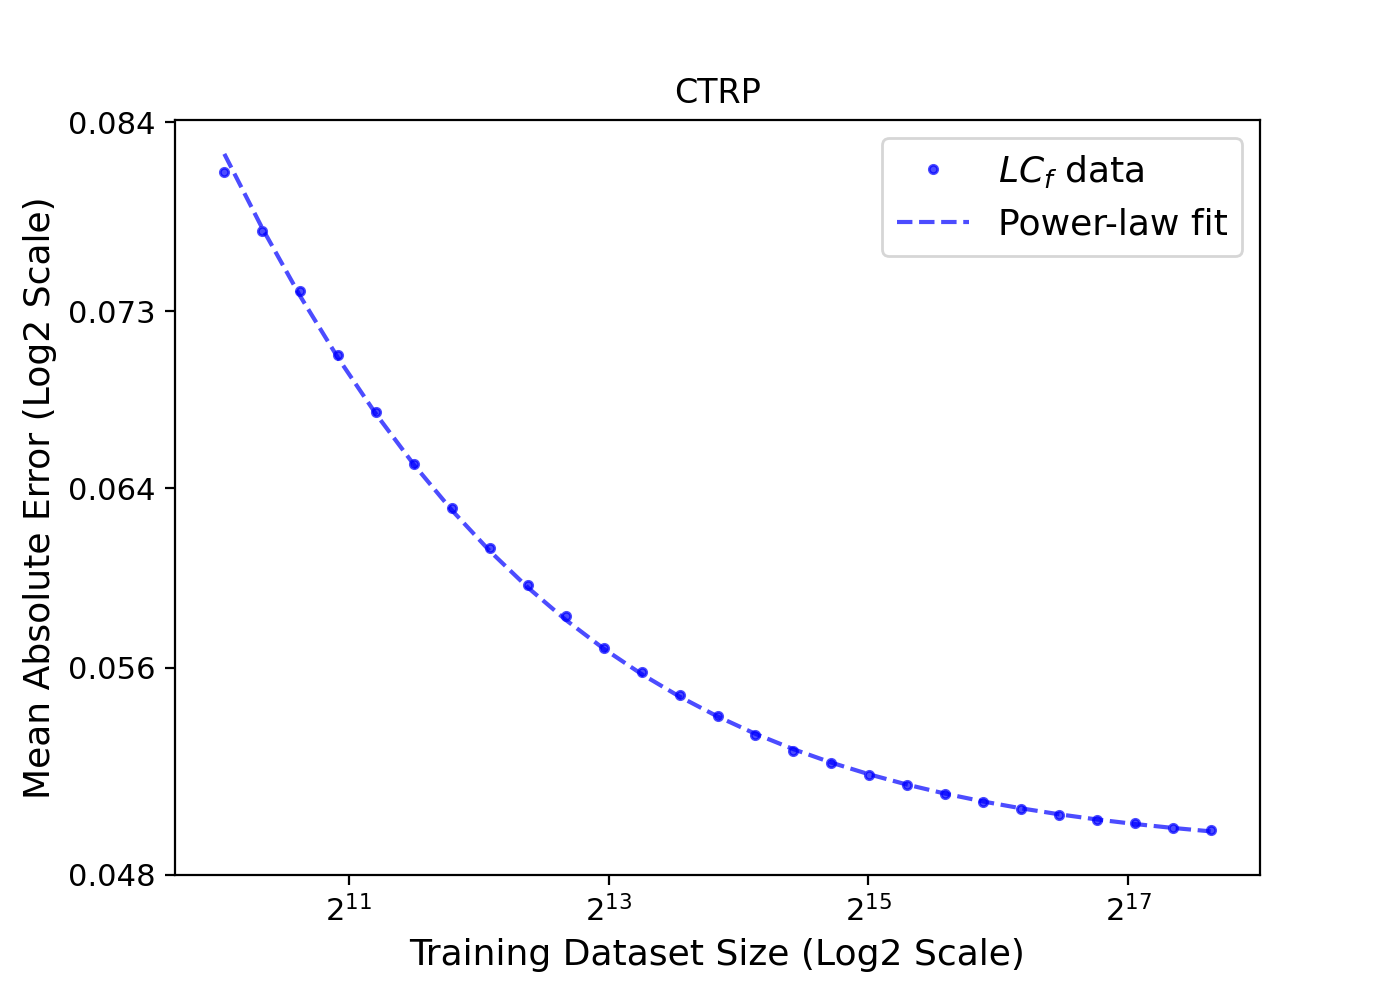 CTRP
0.084
0.073
0.064
0.056
0.048
Mean Absolute Error (Log2 Scale)
LC_f data
Power-law fit
2^11
2^13
2^15
2^17
Training Dataset Size (Log2 Scale)